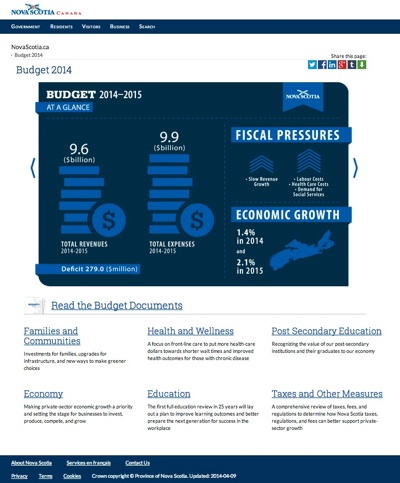 NOVA SCOTIA CANADA
GOVERNMENT RESIDENTS VISITORS BUSINESS SEARCH
NovaScotia.ca
Budget 2014
Share this page:
Budget 2014
BUDGET 2014–2015
AT A GLANCE
NOVA SCOTIA
9.6
($billion)
9.9
($billion)
TOTAL REVENUES
2014-2015
TOTAL EXPENSES
2014-2015
Deficit 279.0 ($million)
FISCAL PRESSURES
• Slow Revenue
Growth
• Labour Costs
• Health Care Costs
• Demand for
Social Services
ECONOMIC GROWTH
1.4%
in 2014
and
2.1%
in 2015
Read the Budget Documents
Families and
Communities
Investments for families, upgrades for
infrastructure, and new ways to make greener
choices
Health and Wellness
A focus on front-line care to put more health-care
dollars towards shorter wait times and improved
health outcomes for those with chronic disease
Post Secondary Education
Recognizing the value of our post-secondary
institutions and their graduates to our economy
Economy
Making private-sector economic growth a priority
and setting the stage for businesses to invest,
produce, compete, and grow
Education
The first full education review in 25 years will lay
out a plan to improve learning outcomes and better
prepare the next generation for success in the
workplace
Taxes and Other Measures
A comprehensive review of taxes, fees, and
regulations to determine how Nova Scotia taxes,
regulations, and fees can better support private-
sector growth
About Nova Scotia Services en français Contact Us
Privacy Terms Cookies Crown copyright © Province of Nova Scotia. Updated: 2014-04-09